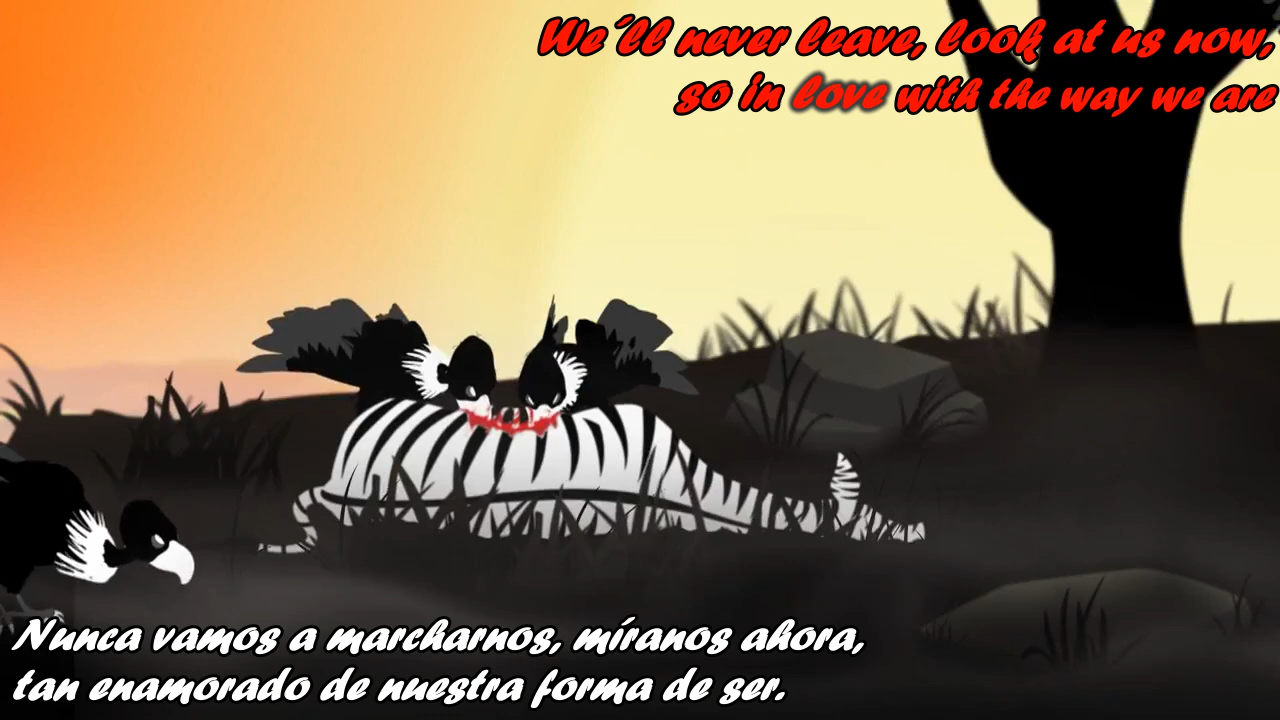 We´ll never leave, look at us now,
so in love with the way we are
Nunca vamos a marcharnos, míranos ahora,
tan enamorado de nuestra forma de ser.